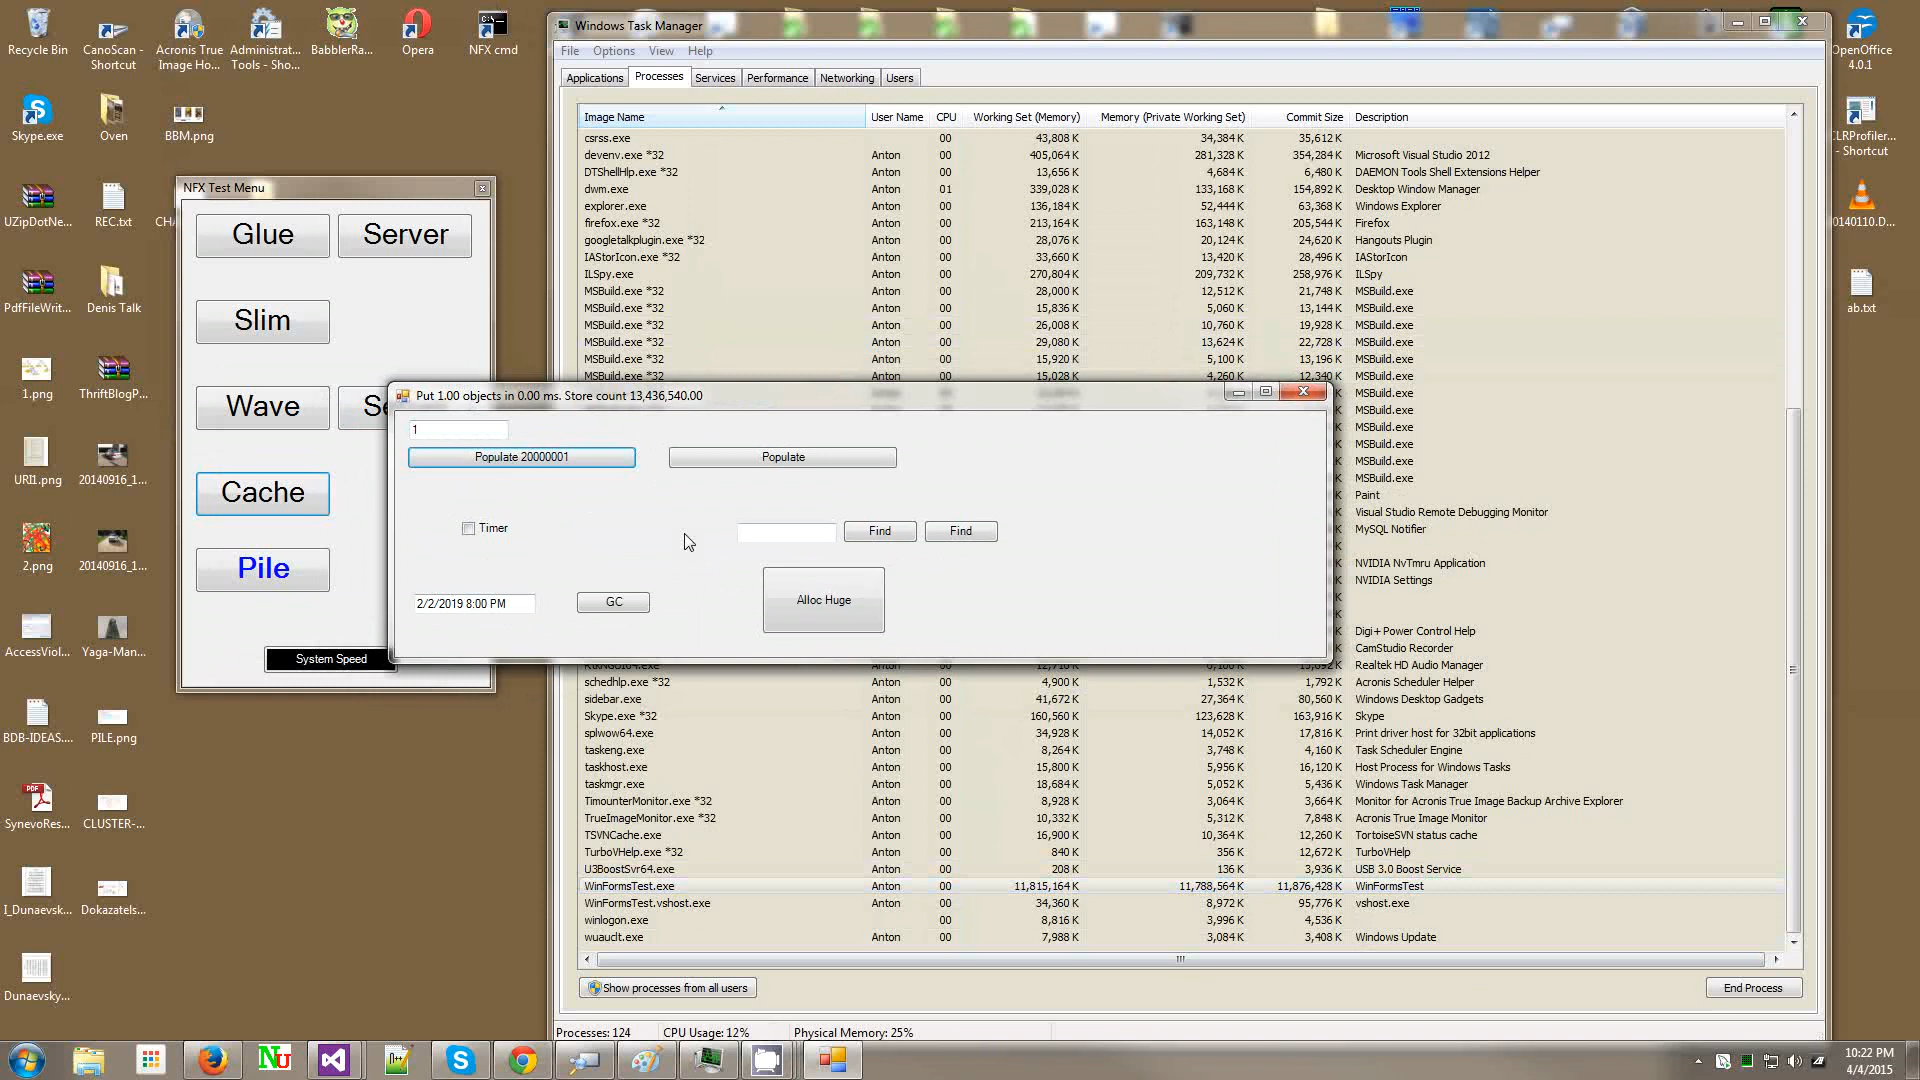 Recycle Bin
CanoScan - Shortcut
Acronis True Image Ho...
Administrat... Tools - Sho...
BabblerRa...
Opera
NFX cmd
Skype.exe
Oven
BBM.png
UZipDotNe...
REC.txt
PdfFileWrit...
Denis Talk
1.png
ThriftBlogP...
URI1.png
20140916_1...
2.png
20140916_1...
AccessViol...
Yaga-Man...
BDB-IDEAS....
PILE.png
SynevoRes...
CLUSTER-...
I_Dunaevsk...
Dokazatels...
Dunaevsky...
OpenOffice 4.0.1
CLRProfiler... - Shortcut
20140110.D...
ab.txt
NFX Test Menu
Glue
Server
Slim
Wave
Cache
Pile
System Speed
Windows Task Manager
File Options View Help
Applications Processes Services Performance Networking Users
Image Name User Name CPU Working Set (Memory) Memory (Private Working Set) Commit Size Description
csrss.exe 00 43,808 K 34,384 K 35,612 K
devenv.exe *32 Anton 00 405,064 K 281,328 K 354,284 K Microsoft Visual Studio 2012
DTShellHlp.exe *32 Anton 00 13,656 K 4,684 K 6,480 K DAEMON Tools Shell Extensions Helper
dwm.exe Anton 01 339,028 K 133,168 K 154,892 K Desktop Window Manager
explorer.exe Anton 00 136,184 K 52,444 K 63,368 K Windows Explorer
firefox.exe *32 Anton 00 213,164 K 163,148 K 205,544 K Firefox
googletalkplugin.exe *32 Anton 00 28,076 K 20,124 K 24,620 K Hangouts Plugin
IAStorIcon.exe *32 Anton 00 33,660 K 13,420 K 28,496 K IAStorIcon
ILSpy.exe Anton 00 270,804 K 209,732 K 258,976 K ILSpy
MSBuild.exe *32 Anton 00 28,000 K 12,512 K 21,748 K MSBuild.exe
MSBuild.exe *32 Anton 00 15,836 K 5,060 K 13,144 K MSBuild.exe
MSBuild.exe *32 Anton 00 26,008 K 10,760 K 19,928 K MSBuild.exe
MSBuild.exe *32 Anton 00 29,080 K 13,624 K 22,728 K MSBuild.exe
MSBuild.exe *32 Anton 00 15,920 K 5,100 K 13,196 K MSBuild.exe
MSBuild.exe *32 Anton 00 15,028 K 4,260 K 12,340 K MSBuild.exe
MSBuild.exe
MSBuild.exe
MSBuild.exe
MSBuild.exe
MSBuild.exe
MSBuild.exe
Paint
Visual Studio Remote Debugging Monitor
MySQL Notifier
NVIDIA NvTmru Application
NVIDIA Settings
Digi+ Power Control Help
CamStudio Recorder
Realtek HD Audio Manager
schedhlp.exe *32 Anton 00 4,900 K 1,532 K 1,792 K Acronis Scheduler Helper
sidebar.exe Anton 00 41,672 K 27,364 K 80,560 K Windows Desktop Gadgets
Skype.exe *32 Anton 00 160,560 K 123,628 K 163,916 K Skype
splwow64.exe Anton 00 34,928 K 14,052 K 17,816 K Print driver host for 32bit applications
taskeng.exe Anton 00 8,264 K 3,748 K 4,160 K Task Scheduler Engine
taskhost.exe Anton 00 15,800 K 5,956 K 16,120 K Host Process for Windows Tasks
taskmgr.exe Anton 00 18,684 K 5,052 K 5,436 K Windows Task Manager
TimounterMonitor.exe *32 Anton 00 8,928 K 3,064 K 3,664 K Monitor for Acronis True Image Backup Archive Explorer
TrueImageMonitor.exe *32 Anton 00 10,332 K 5,312 K 7,848 K Acronis True Image Monitor
TSVNCache.exe Anton 00 16,900 K 10,364 K 12,260 K TortoiseSVN status cache
TurboVHelp.exe *32 Anton 00 840 K 356 K 12,672 K TurboVHelp
U3BoostSvr64.exe Anton 00 208 K 136 K 3,936 K USB 3.0 Boost Service
WinFormsTest.exe Anton 00 11,815,164 K 11,788,564 K 11,876,428 K WinFormsTest
WinFormsTest.vshost.exe Anton 00 34,360 K 8,972 K 95,776 K vshost.exe
winlogon.exe 00 8,816 K 3,996 K 4,536 K
wuauclt.exe Anton 00 7,988 K 3,084 K 3,408 K Windows Update
Show processes from all users
End Process
Processes: 124 CPU Usage: 12% Physical Memory: 25%
Put 1.00 objects in 0.00 ms. Store count 13,436,540.00
1
Populate 20000001
Populate
Timer
Find
Find
2/2/2019 8:00 PM
GC
Alloc Huge
Nu
10:22 PM
4/4/2015